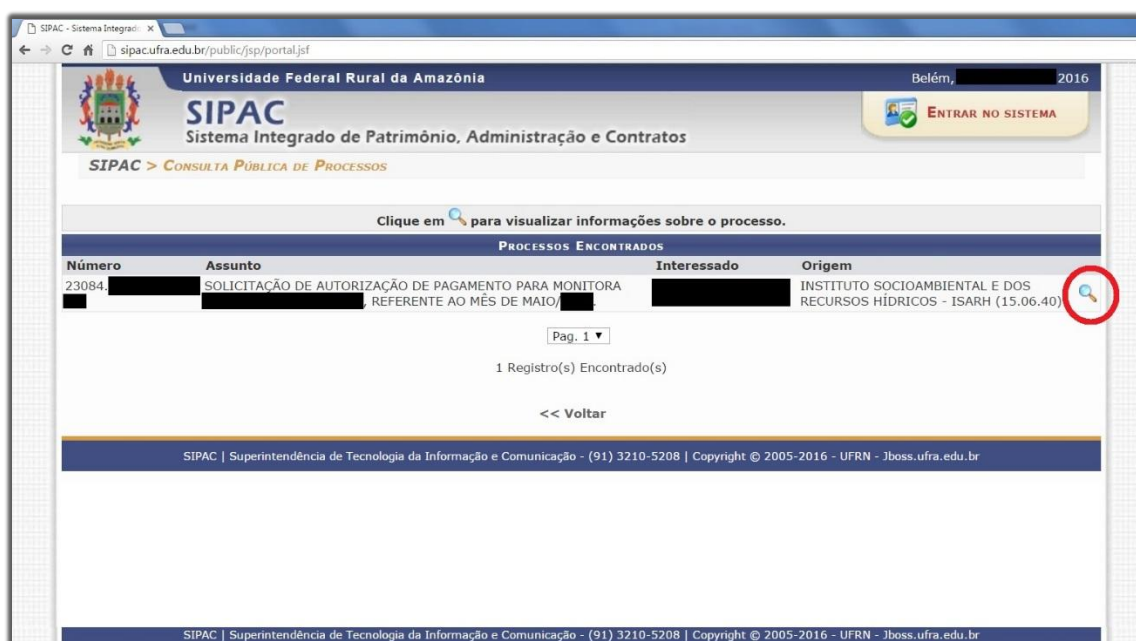 SIPAC - Sistema Integrad
sipac.ufra.edu.br/public/jsp/portal.jsf
Universidade Federal Rural da Amazônia
Belém, 2016
SIPAC
Sistema Integrado de Patrimônio, Administração e Contratos
ENTRAR NO SISTEMA
SIPAC > CONSULTA PÚBLICA DE PROCESSOS
Clique em para visualizar informações sobre o processo.
PROCESSOS ENCONTRADOS
Número Assunto Interessado Origem
23084. SOLICITAÇÃO DE AUTORIZAÇÃO DE PAGAMENTO PARA MONITORA INSTITUTO SOCIOAMBIENTAL E DOS
, REFERENTE AO MÊS DE MAIO/ . RECURSOS HÍDRICOS - ISARH (15.06.40)
Pag. 1 ▼
1 Registro(s) Encontrado(s)
<< Voltar
SIPAC | Superintendência de Tecnologia da Informação e Comunicação - (91) 3210-5208 | Copyright © 2005-2016 - UFRN - Jboss.ufra.edu.br
SIPAC | Superintendência de Tecnologia da Informação e Comunicação - (91) 3210-5208 | Copyright © 2005-2016 - UFRN - Jboss.ufra.edu.br